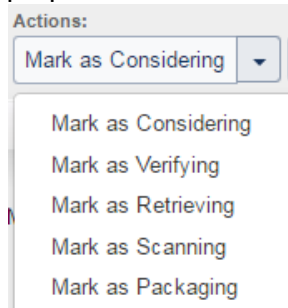 Actions:
Mark as Considering
Mark as Considering
Mark as Verifying
Mark as Retrieving
Mark as Scanning
Mark as Packaging